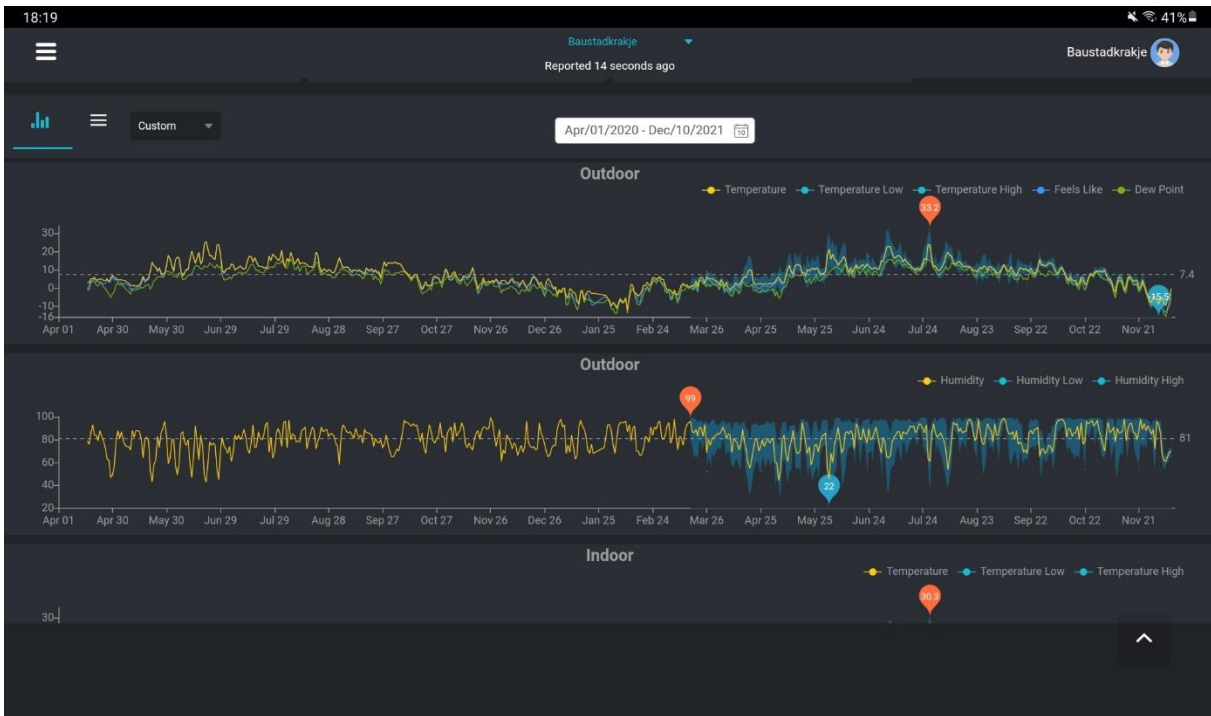 18:19
41%
Baustadkrakje
Reported 14 seconds ago
Baustadkrakje
Custom
Apr/01/2020 - Dec/10/2021
10
Outdoor
Temperature Temperature Low Temperature High Feels Like Dew Point
33.2
30
20
10
7.4
0
-10
15.5
-16
Apr 01 Apr 30 May 30 Jun 29 Jul 29 Aug 28 Sep 27 Oct 27 Nov 26 Dec 26 Jan 25 Feb 24 Mar 26 Apr 25 May 25 Jun 24 Jul 24 Aug 23 Sep 22 Oct 22 Nov 21
Outdoor
Humidity Humidity Low Humidity High
99
100
80
81
60
40
22
20
Apr 01 Apr 30 May 30 Jun 29 Jul 29 Aug 28 Sep 27 Oct 27 Nov 26 Dec 26 Jan 25 Feb 24 Mar 26 Apr 25 May 25 Jun 24 Jul 24 Aug 23 Sep 22 Oct 22 Nov 21
Indoor
Temperature Temperature Low Temperature High
30.3
30